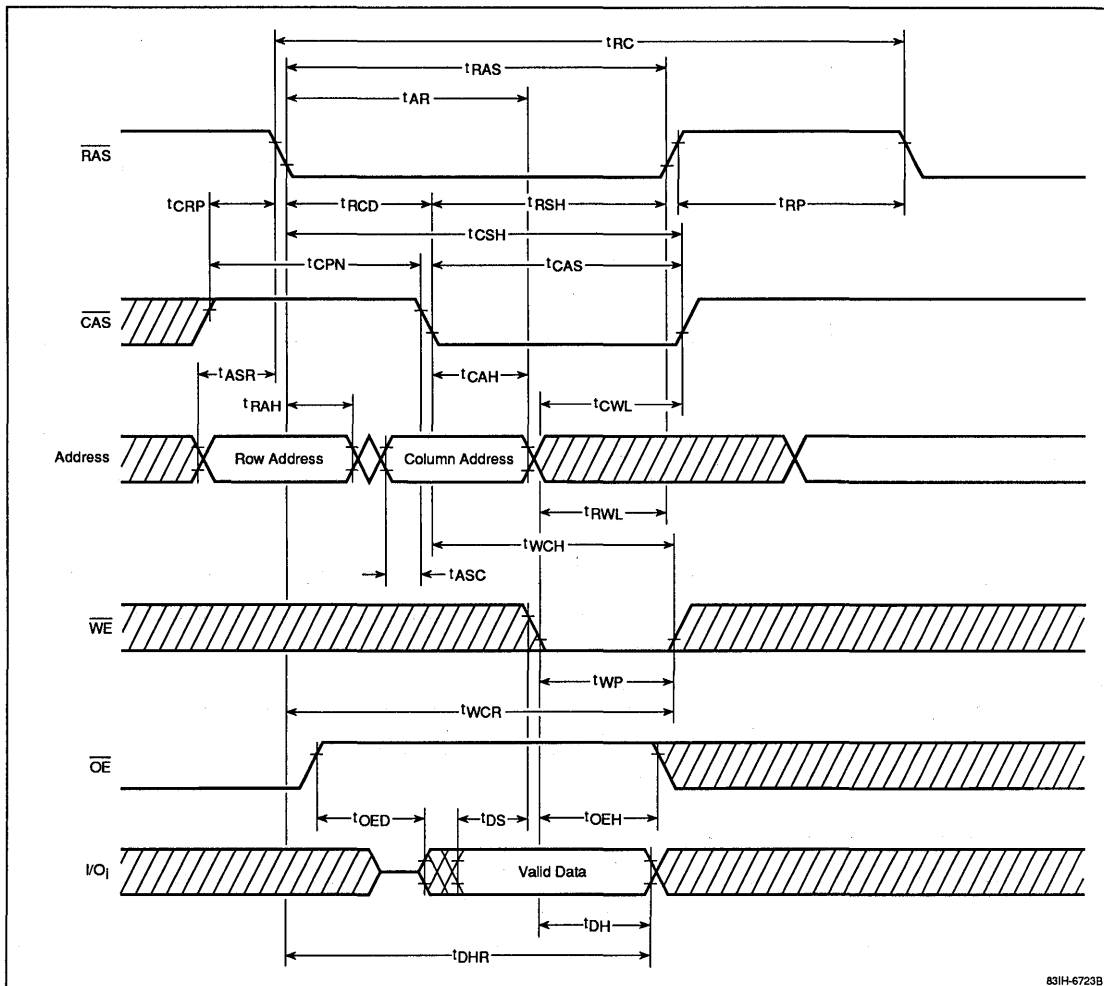 tRC
tRAS
tAR
RAS
tCRP
tRCD
tRSH
tRP
tCSH
tCPN
tCAS
CAS
tASR
tCAH
tRAH
tCWL
Address
Row Address
Column Address
tRWL
tWCH
tASC
WE
tWP
tWCR
OE
tOED
tDS
tOEH
I/Oi
Valid Data
tDH
tDHR
83IH-6723B